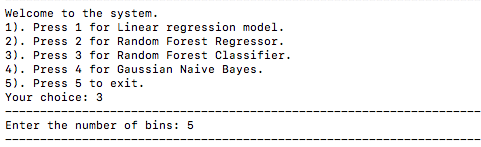 Welcome to the system.
1). Press 1 for Linear regression model.
2). Press 2 for Random Forest Regressor.
3). Press 3 for Random Forest Classifier.
4). Press 4 for Gaussian Naive Bayes.
5). Press 5 to exit.
Your choice: 3
--------------------------------------------------------------------
Enter the number of bins: 5
--------------------------------------------------------------------